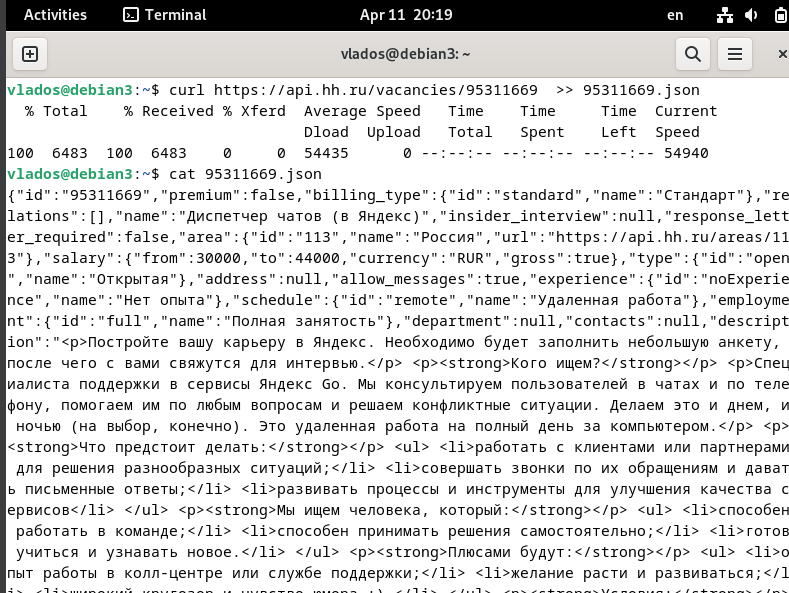 Activities Terminal Apr 11 20:19 en
vlados@debian3: ~
vlados@debian3:~$ curl https://api.hh.ru/vacancies/95311669 >> 95311669.json
% Total % Received % Xferd Average Speed Time Time Time Current
Dload Upload Total Spent Left Speed
100 6483 100 6483 0 0 54435 0 --:--:-- --:--:-- --:--:-- 54940
vlados@debian3:~$ cat 95311669.json
{"id":"95311669","premium":false,"billing_type":{"id":"standard","name":"Стандарт"},"re
lations":[],"name":"Диспетчер чатов (в Яндекс)","insider_interview":null,"response_lett
er_required":false,"area":{"id":"113","name":"Россия","url":"https://api.hh.ru/areas/11
3"},"salary":{"from":30000,"to":44000,"currency":"RUR","gross":true},"type":{"id":"open
","name":"Открытая"},"address":null,"allow_messages":true,"experience":{"id":"noExperie
nce","name":"Нет опыта"},"schedule":{"id":"remote","name":"Удаленная работа"},"employme
nt":{"id":"full","name":"Полная занятость"},"department":null,"contacts":null,"descript
ion":"<p>Постройте вашу карьеру в Яндекс. Необходимо будет заполнить небольшую анкету,
после чего с вами свяжутся для интервью.</p> <p><strong>Кого ищем?</strong></p> <p>Спец
иалиста поддержки в сервисы Яндекс Go. Мы консультируем пользователей в чатах и по теле
фону, помогаем им по любым вопросам и решаем конфликтные ситуации. Делаем это и днем, и
ночью (на выбор, конечно). Это удаленная работа на полный день за компьютером.</p> <p>
<strong>Что предстоит делать:</strong></p> <ul> <li>работать с клиентами или партнерами
для решения разнообразных ситуаций;</li> <li>совершать звонки по их обращениям и дават
ь письменные ответы;</li> <li>развивать процессы и инструменты для улучшения качества с
ервисов</li> </ul> <p><strong>Мы ищем человека, который:</strong></p> <ul> <li>способен
работать в команде;</li> <li>способен принимать решения самостоятельно;</li> <li>готов
учиться и узнавать новое.</li> </ul> <p><strong>Плюсами будут:</strong></p> <ul> <li>о
пыт работы в колл-центре или службе поддержки;</li> <li>желание расти и развиваться;</l
i> <li>широкий кругозор и чувство юмора :).</li> </ul> <p><strong>Условия:</strong></p>